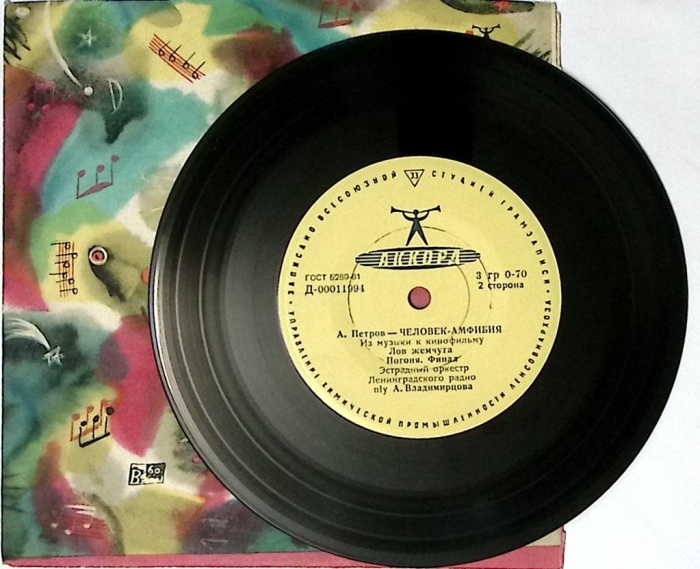 • ЗАПИСАНО ВСЕСОЮЗНОЙ СТУДИЕЙ ГРАМЗАПИСИ •
33
АККОРД
ГОСТ 5289-61
Д-00011994
3 гр 0-70
2 сторона
А. Петров — ЧЕЛОВЕК-АМФИБИЯ
Из музыки к кинофильму
Лов жемчуга
Погоня. Финал
Эстрадный оркестр
Ленинградского радио
п/у А. Владимирцова
УПРАВЛЕНИЕ ХИМИЧЕСКОЙ ПРОМЫШЛЕННОСТИ ЛЕНСОВНАРХОЗА